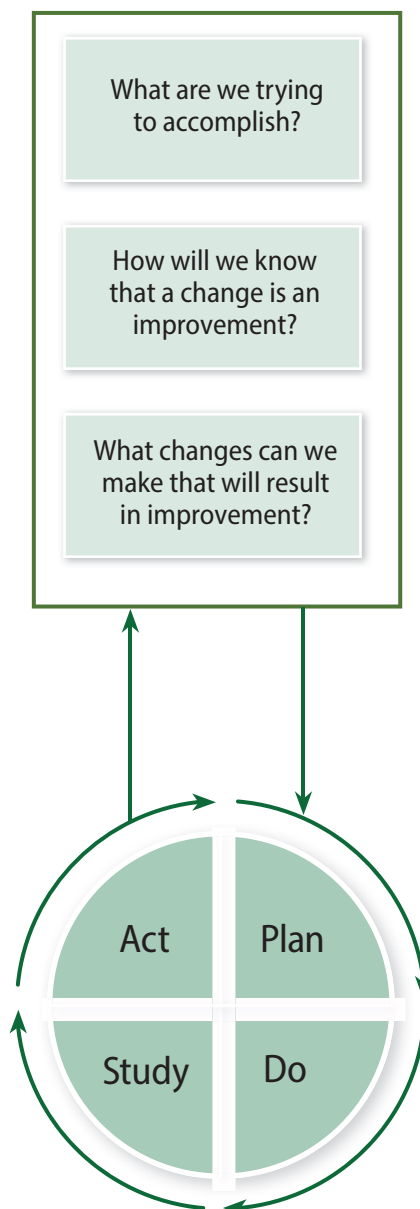 What are we trying
to accomplish?
How will we know
that a change is an
improvement?
What changes can we
make that will result
in improvement?
Act
Plan
Study
Do